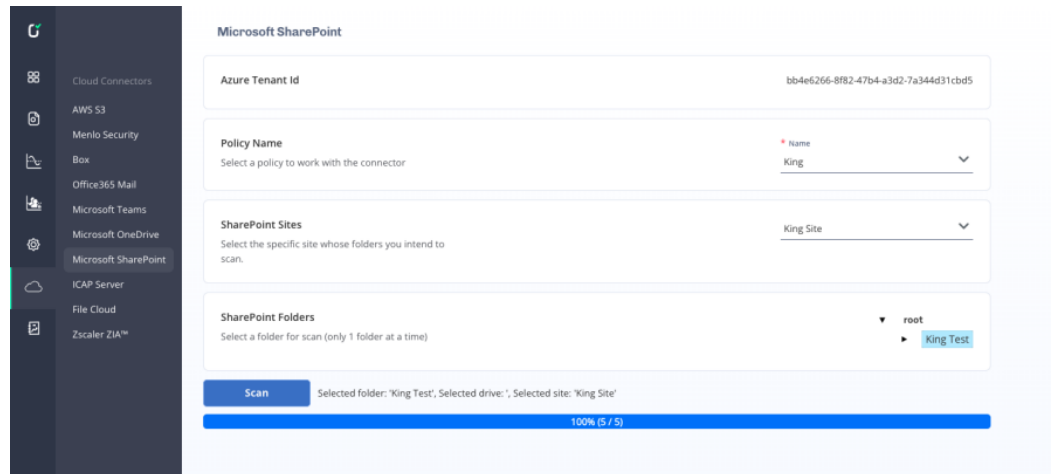 Microsoft SharePoint
Cloud Connectors
AWS S3
Menlo Security
Box
Office365 Mail
Microsoft Teams
Microsoft OneDrive
Microsoft SharePoint
ICAP Server
File Cloud
Zscaler ZIA™
Azure Tenant Id
bb4e6266-8f82-47b4-a3d2-7a344d31cbd5
Policy Name
Select a policy to work with the connector
* Name
King
SharePoint Sites
Select the specific site whose folders you intend to
scan.
King Site
SharePoint Folders
Select a folder for scan (only 1 folder at a time)
root
King Test
Scan
Selected folder: 'King Test', Selected drive: '', Selected site: 'King Site'
100% (5 / 5)